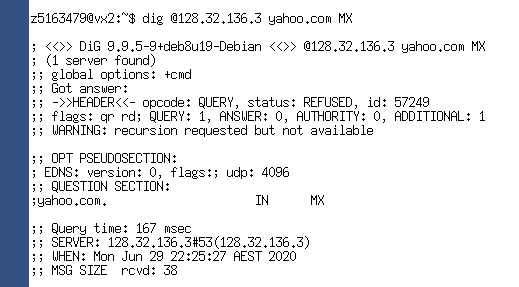 z5163479@vx2:~$ dig @128.32.136.3 yahoo.com MX
; <<>> DiG 9.9.5-9+deb8u19-Debian <<>> @128.32.136.3 yahoo.com MX
; (1 server found)
;; global options: +cmd
;; Got answer:
;; ->>HEADER<<- opcode: QUERY, status: REFUSED, id: 57249
;; flags: qr rd; QUERY: 1, ANSWER: 0, AUTHORITY: 0, ADDITIONAL: 1
;; WARNING: recursion requested but not available
;; OPT PSEUDOSECTION:
; EDNS: version: 0, flags:; udp: 4096
;; QUESTION SECTION:
;yahoo.com. IN MX
;; Query time: 167 msec
;; SERVER: 128.32.136.3#53(128.32.136.3)
;; WHEN: Mon Jun 29 22:25:27 AEST 2020
;; MSG SIZE rcvd: 38